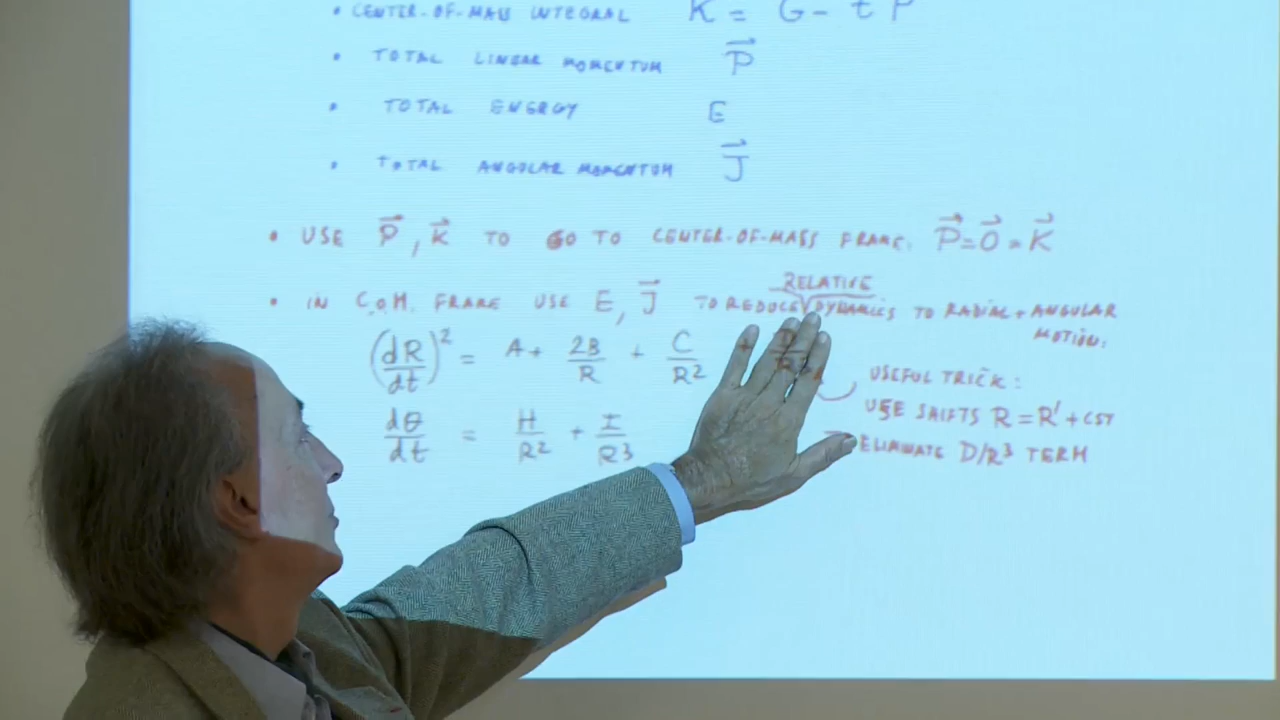 • CENTER-OF-MASS INTEGRAL K = G - t P
• TOTAL LINEAR MOMENTUM P⃗
• TOTAL ENERGY E
• TOTAL ANGULAR MOMENTUM J⃗
• USE P⃗, K⃗ TO GO TO CENTER-OF-MASS FRAME: P⃗ = 0⃗ = K⃗
RELATIVE
• IN C.O.M. FRAME USE E, J⃗ TO REDUCE DYNAMICS TO RADIAL + ANGULAR
MOTION:
(dR/dt)² = A + 2B/R + C/R² + D/R³
USEFUL TRICK:
USE SHIFTS R = R' + CST
dθ/dt = H/R² + I/R³
ELIMINATE D/R³ TERM